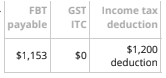 FBT payable
GST ITC
Income tax deduction
$1,153
$0
$1,200 deduction